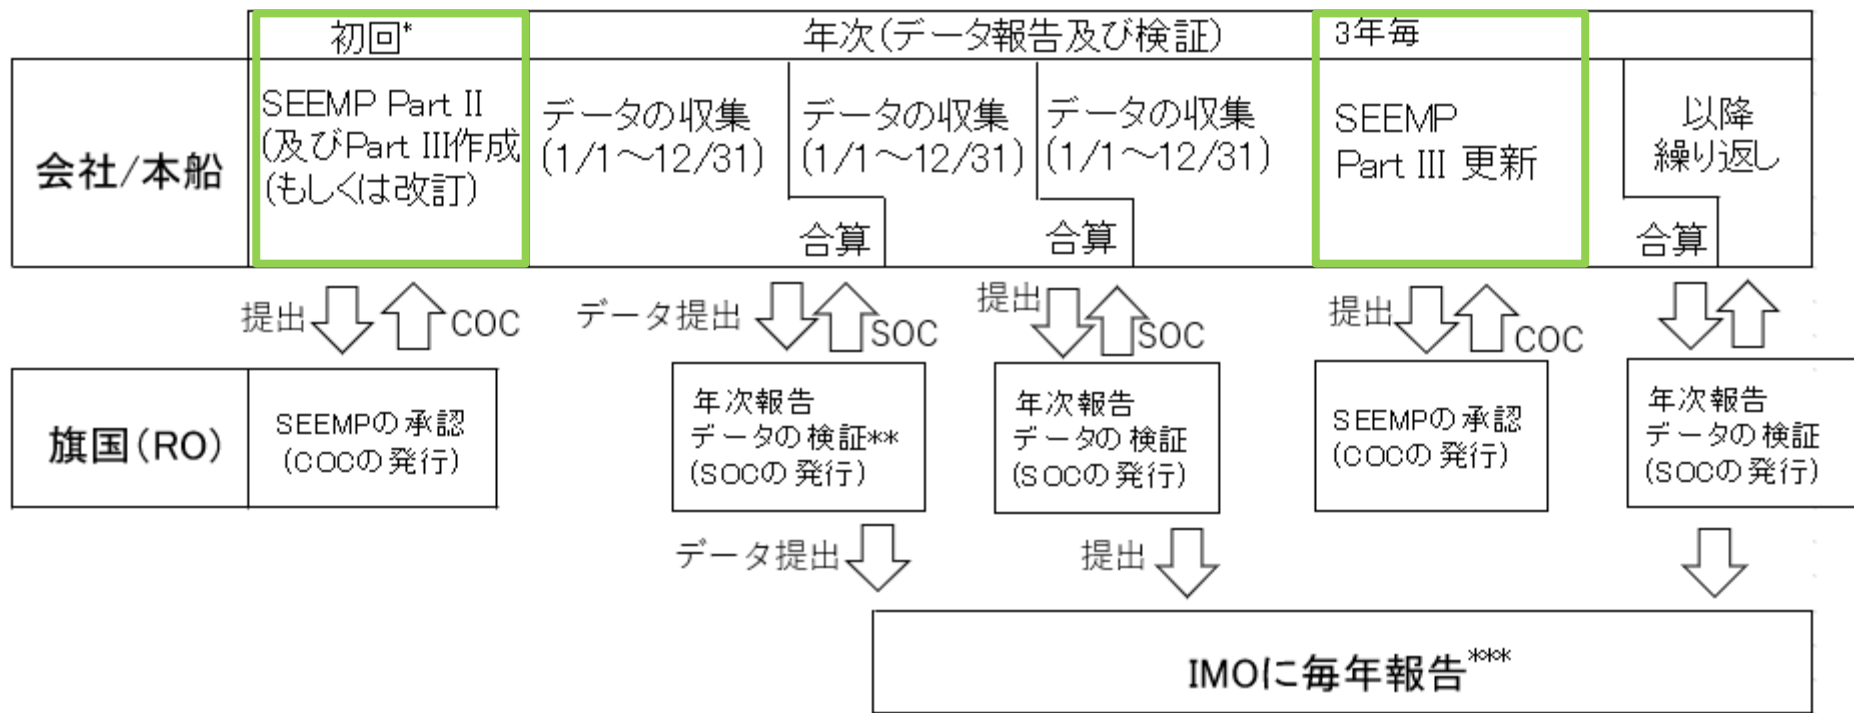 初回*
年次(データ報告及び検証)
3年毎
会社/本船
SEEMP Part II
(及びPart III作成
(もしくは改訂)
データの収集
(1/1～12/31)
データの収集
(1/1～12/31)
合算
データの収集
(1/1～12/31)
合算
SEEMP
Part III 更新
以降
繰り返し
合算
提出
COC
データ提出
SOC
提出
SOC
提出
COC
旗国(RO)
SEEMPの承認
(COCの発行)
年次報告
データの検証**
(SOCの発行)
年次報告
データの検証
(SOCの発行)
SEEMPの承認
(COCの発行)
年次報告
データの検証
(SOCの発行)
データ提出
提出
IMOに毎年報告***